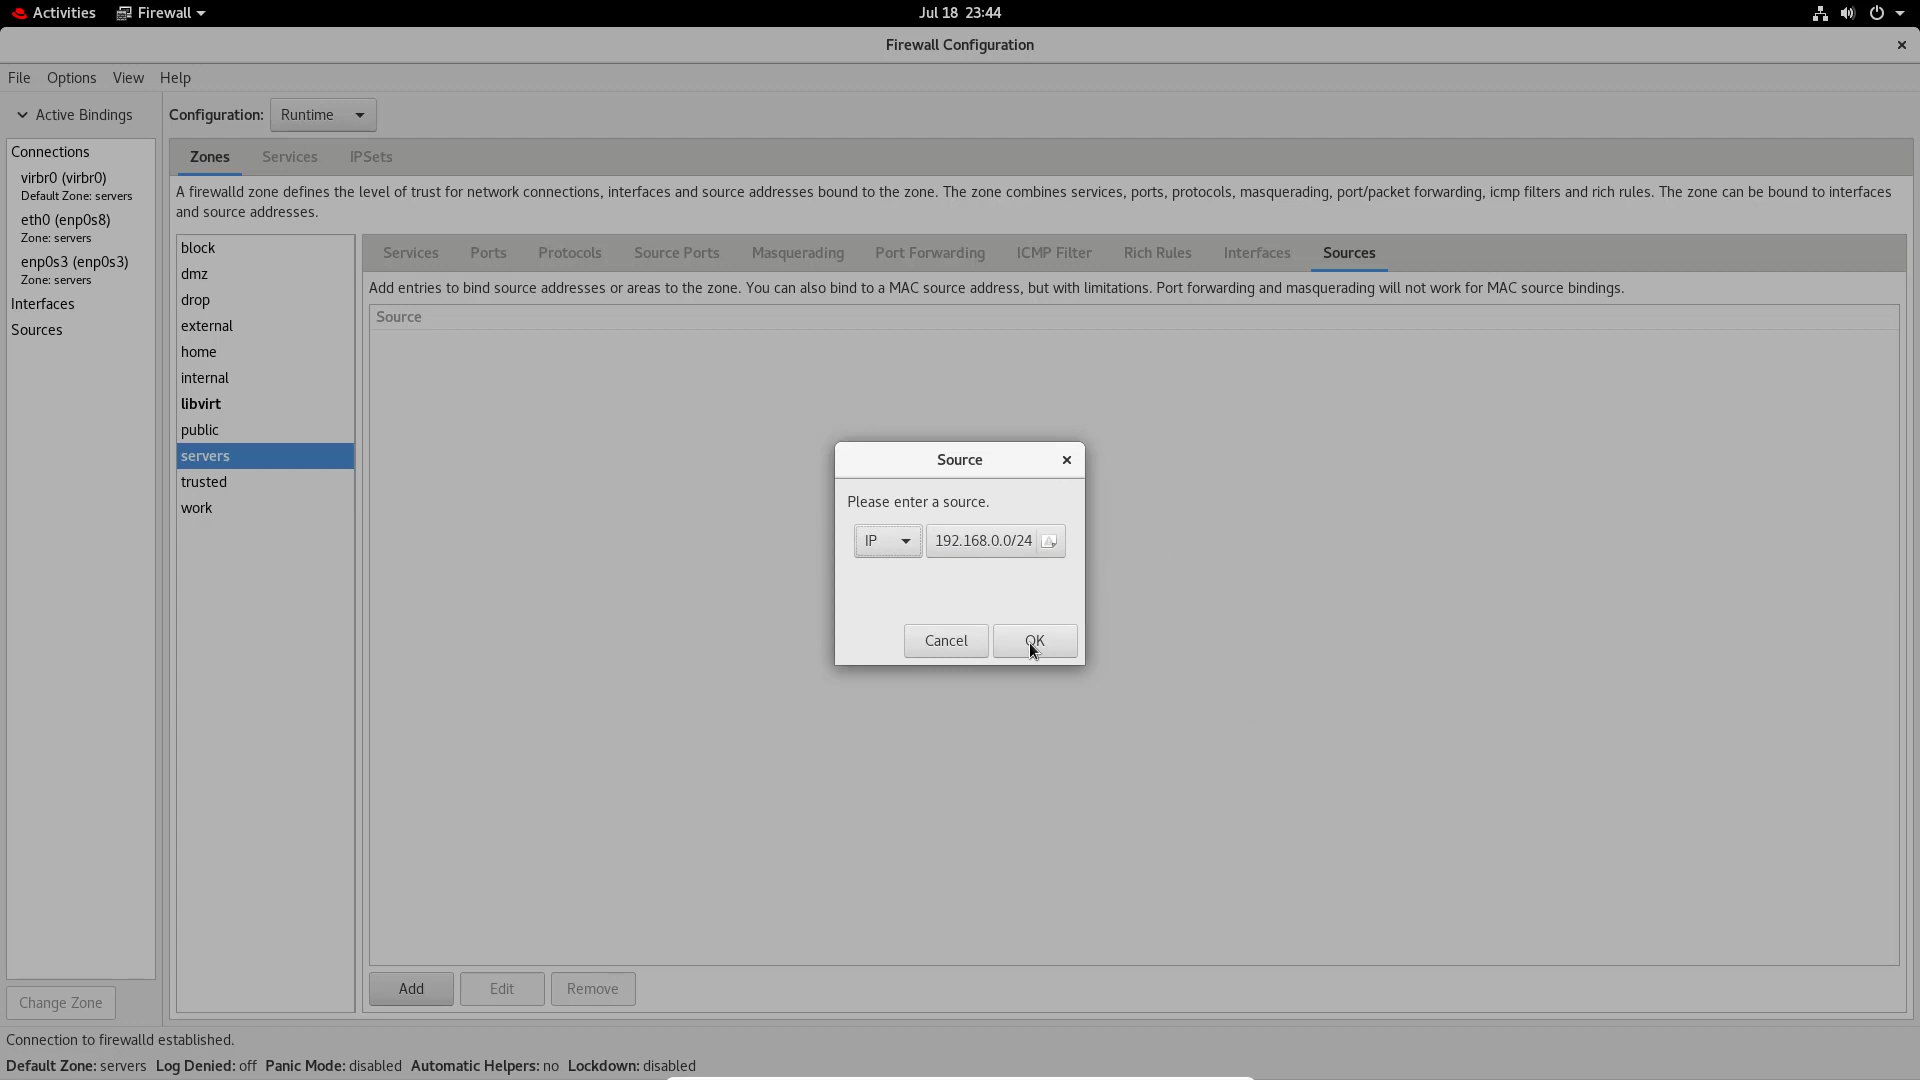 Activities Firewall Jul 18 23:44
Firewall Configuration
File Options View Help
Active Bindings
Connections
virbr0 (virbr0)
Default Zone: servers
eth0 (enp0s8)
Zone: servers
enp0s3 (enp0s3)
Zone: servers
Interfaces
Sources
Change Zone
Configuration: Runtime
Zones Services IPSets
A firewalld zone defines the level of trust for network connections, interfaces and source addresses bound to the zone. The zone combines services, ports, protocols, masquerading, port/packet forwarding, icmp filters and rich rules. The zone can be bound to interfaces
and source addresses.
block
dmz
drop
external
home
internal
libvirt
public
servers
trusted
work
Services Ports Protocols Source Ports Masquerading Port Forwarding ICMP Filter Rich Rules Interfaces Sources
Add entries to bind source addresses or areas to the zone. You can also bind to a MAC source address, but with limitations. Port forwarding and masquerading will not work for MAC source bindings.
Source
Source
Please enter a source.
IP 192.168.0.0/24
Cancel OK
Add Edit Remove
Connection to firewalld established.
Default Zone: servers Log Denied: off Panic Mode: disabled Automatic Helpers: no Lockdown: disabled